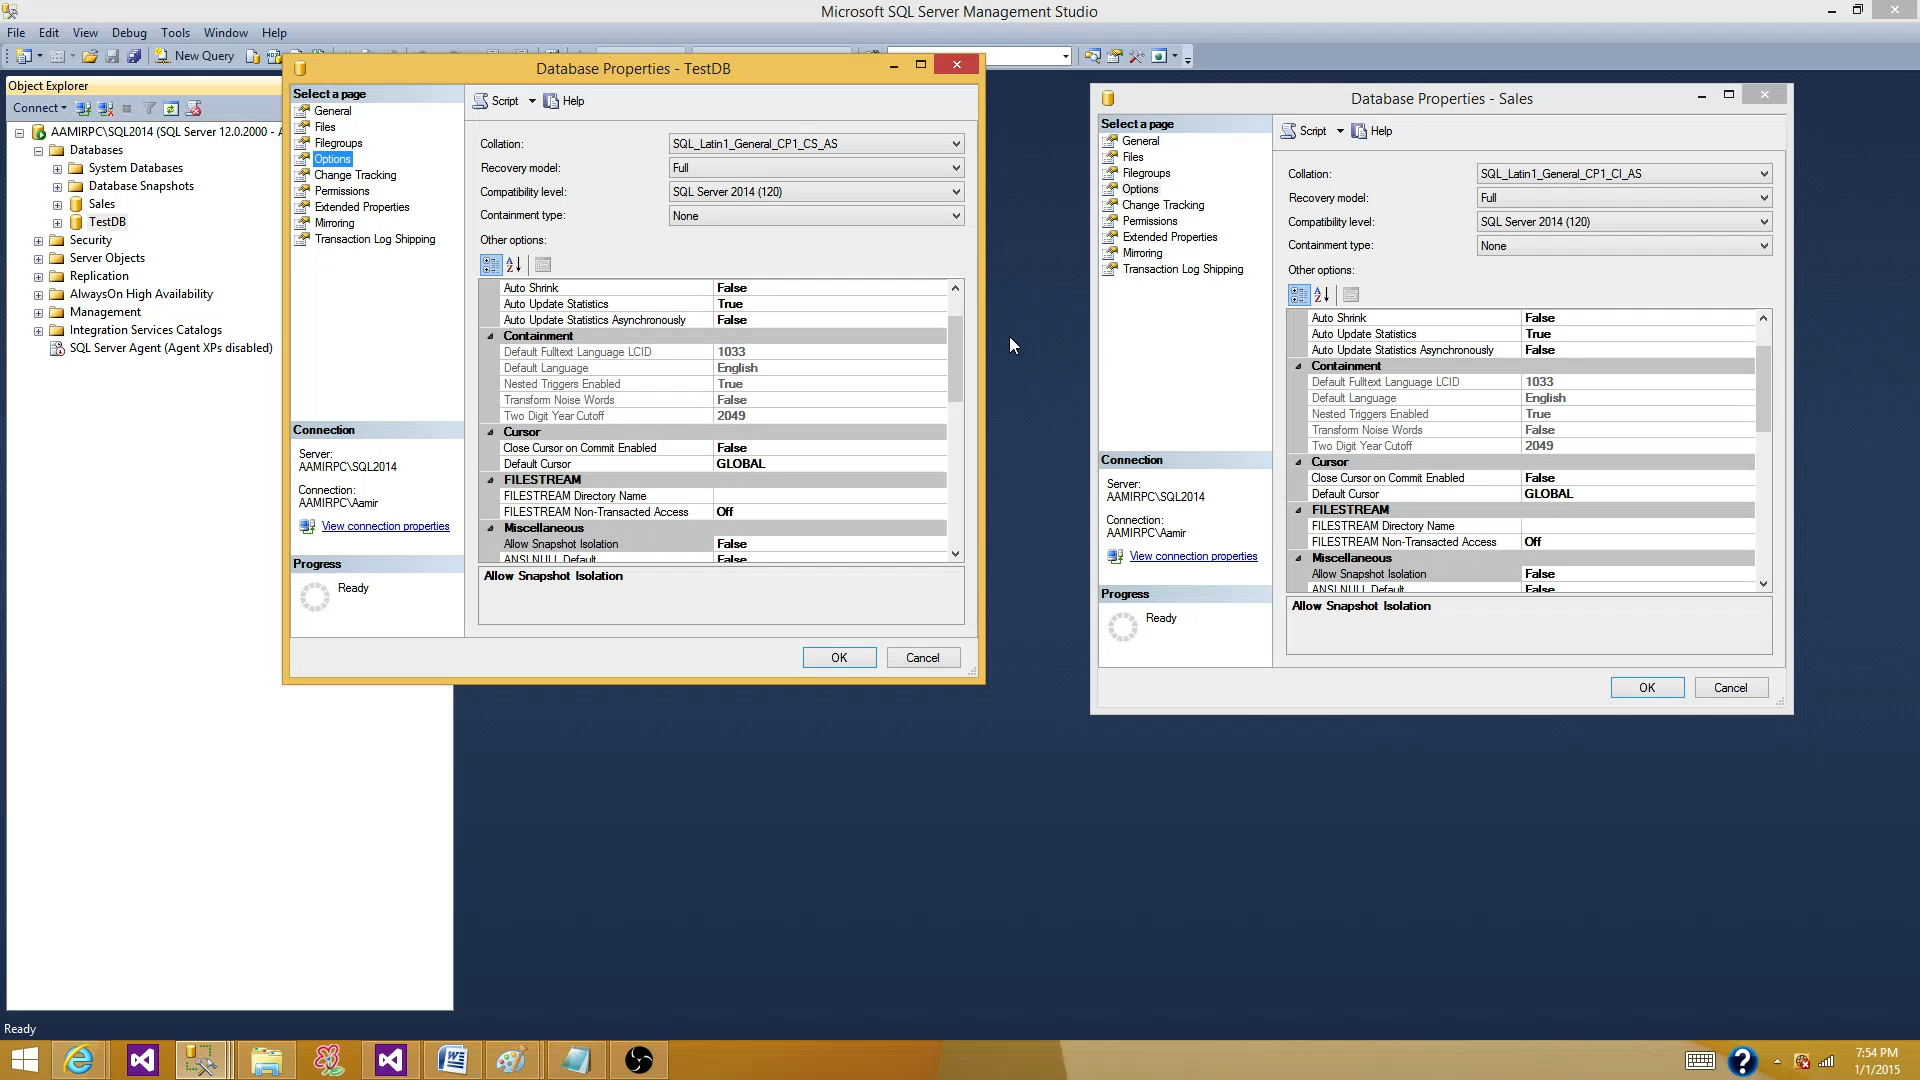 Microsoft SQL Server Management Studio
File Edit View Debug Tools Window Help
New Query
Object Explorer
Connect
AAMIRPC\SQL2014 (SQL Server 12.0.2000 - A
Databases
System Databases
Database Snapshots
Sales
TestDB
Security
Server Objects
Replication
AlwaysOn High Availability
Management
Integration Services Catalogs
SQL Server Agent (Agent XPs disabled)
Database Properties - TestDB
Select a page
General
Files
Filegroups
Options
Change Tracking
Permissions
Extended Properties
Mirroring
Transaction Log Shipping
Connection
Server:
AAMIRPC\SQL2014
Connection:
AAMIRPC\Aamir
View connection properties
Progress
Ready
Script Help
Collation: SQL_Latin1_General_CP1_CS_AS
Recovery model: Full
Compatibility level: SQL Server 2014 (120)
Containment type: None
Other options:
Auto Shrink False
Auto Update Statistics True
Auto Update Statistics Asynchronously False
Containment
Default Fulltext Language LCID 1033
Default Language English
Nested Triggers Enabled True
Transform Noise Words False
Two Digit Year Cutoff 2049
Cursor
Close Cursor on Commit Enabled False
Default Cursor GLOBAL
FILESTREAM
FILESTREAM Directory Name
FILESTREAM Non-Transacted Access Off
Miscellaneous
Allow Snapshot Isolation False
ANSI NULL Default False
Allow Snapshot Isolation
OK Cancel
Database Properties - Sales
Select a page
General
Files
Filegroups
Options
Change Tracking
Permissions
Extended Properties
Mirroring
Transaction Log Shipping
Connection
Server:
AAMIRPC\SQL2014
Connection:
AAMIRPC\Aamir
View connection properties
Progress
Ready
Script Help
Collation: SQL_Latin1_General_CP1_CI_AS
Recovery model: Full
Compatibility level: SQL Server 2014 (120)
Containment type: None
Other options:
Auto Shrink False
Auto Update Statistics True
Auto Update Statistics Asynchronously False
Containment
Default Fulltext Language LCID 1033
Default Language English
Nested Triggers Enabled True
Transform Noise Words False
Two Digit Year Cutoff 2049
Cursor
Close Cursor on Commit Enabled False
Default Cursor GLOBAL
FILESTREAM
FILESTREAM Directory Name
FILESTREAM Non-Transacted Access Off
Miscellaneous
Allow Snapshot Isolation False
ANSI NULL Default False
Allow Snapshot Isolation
OK Cancel
Ready
7:54 PM
1/1/2015